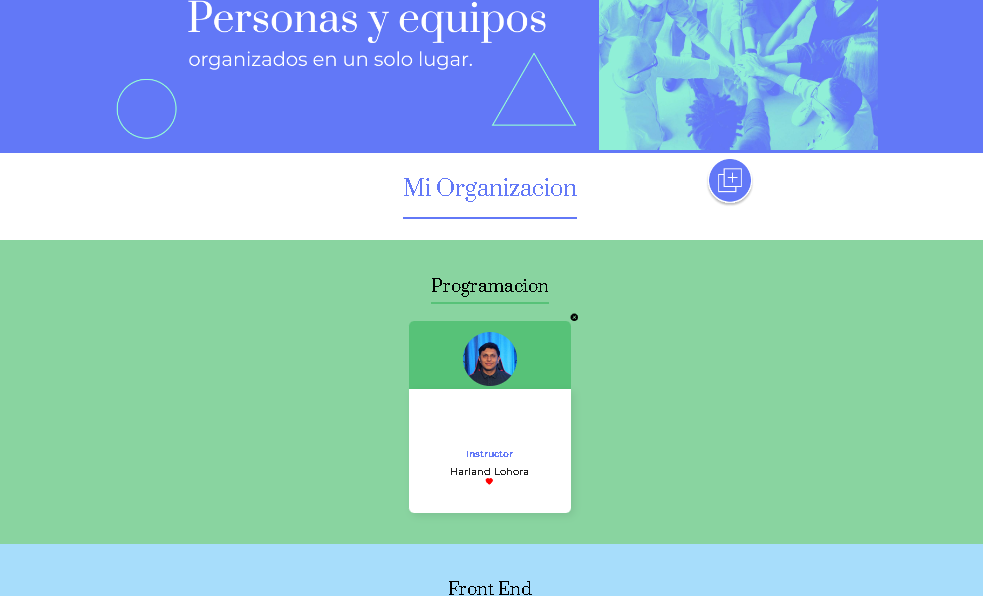 Personas y equipos
organizados en un solo lugar.
Mi Organizacion
Programacion
Instructor
Harland Lohora
Front End